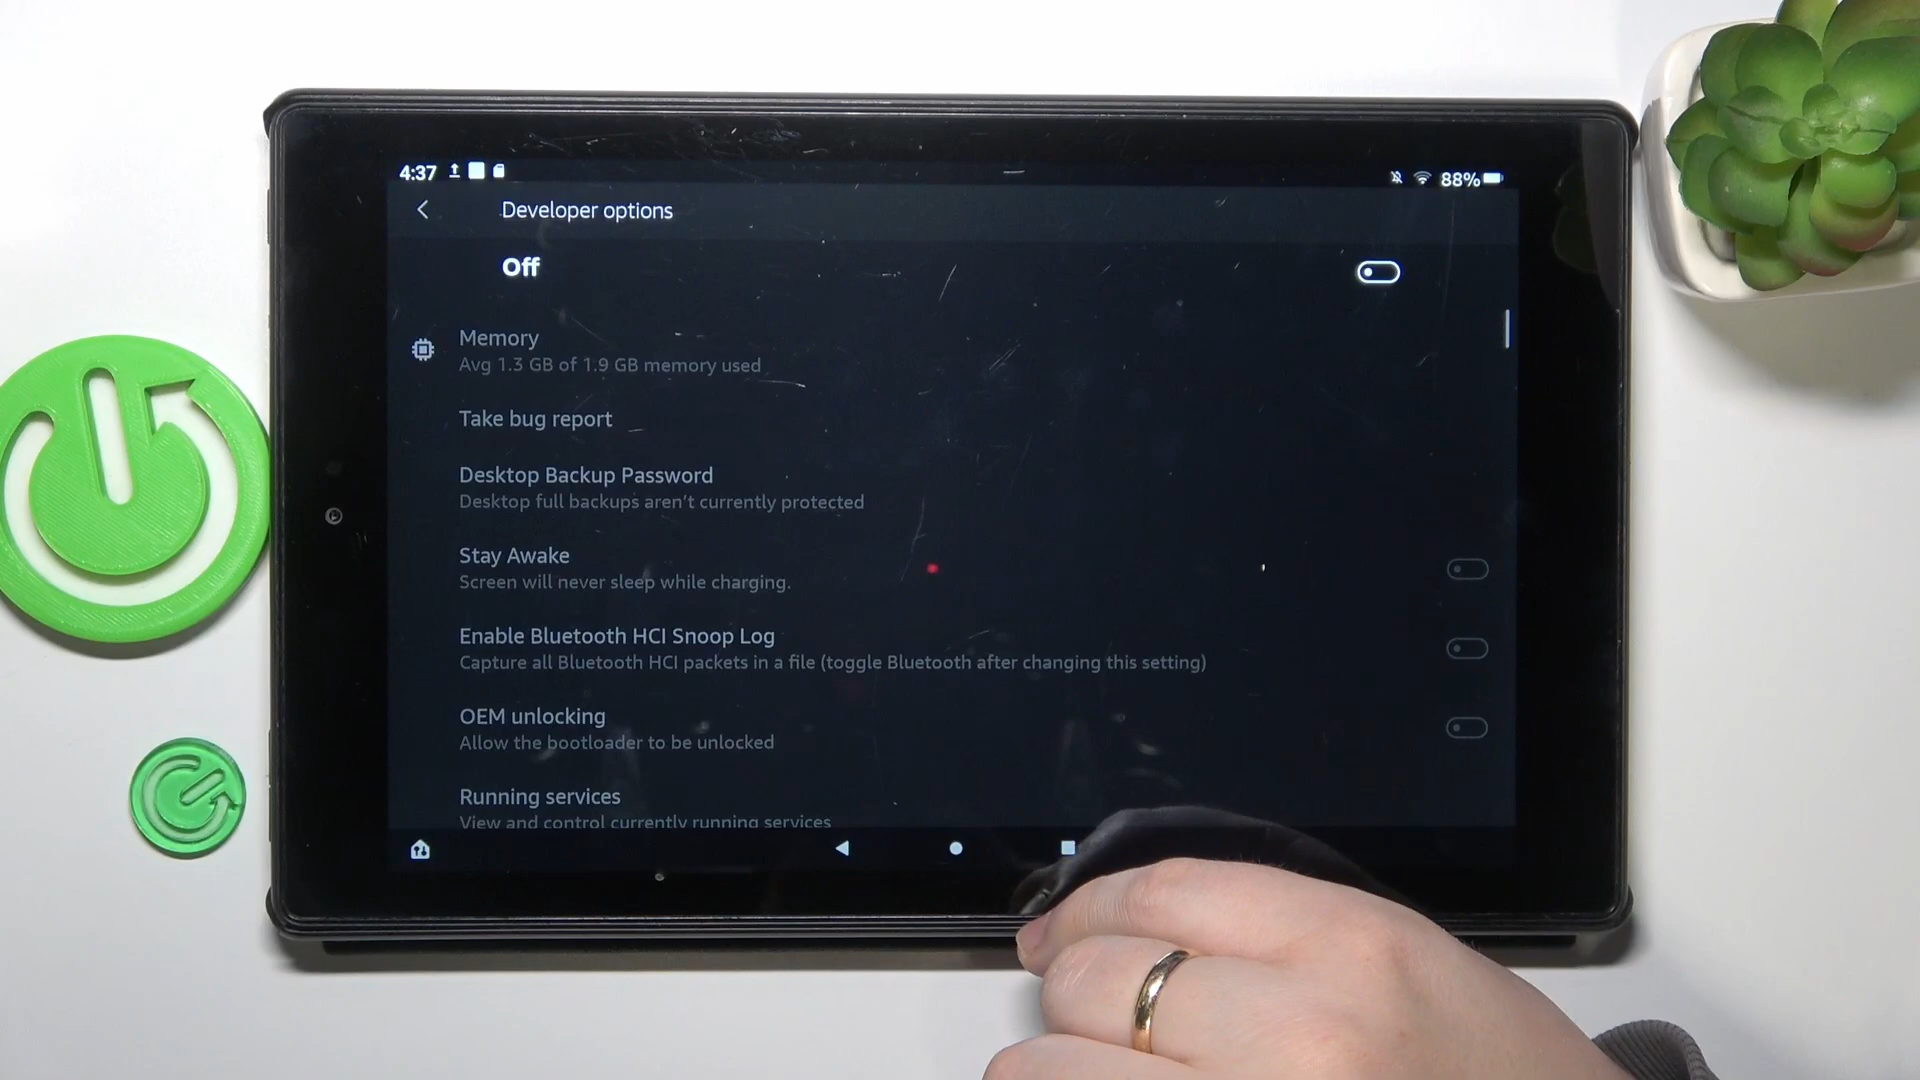 4:37
88%
Developer options
Off
Memory
Avg 1.3 GB of 1.9 GB memory used
Take bug report
Desktop Backup Password
Desktop full backups aren't currently protected
Stay Awake
Screen will never sleep while charging.
Enable Bluetooth HCI Snoop Log
Capture all Bluetooth HCI packets in a file (toggle Bluetooth after changing this setting)
OEM unlocking
Allow the bootloader to be unlocked
Running services
View and control currently running services